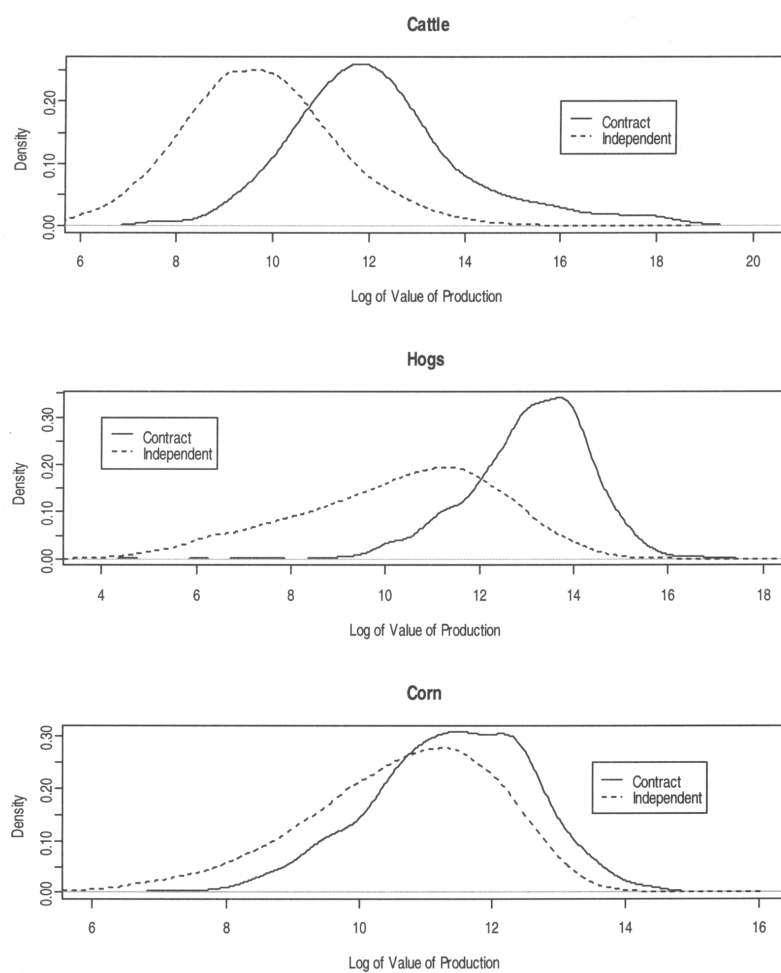 Cattle
Density
0.00 0.10 0.20
Contract
Independent
6 8 10 12 14 16 18 20
Log of Value of Production
Hogs
Density
0.00 0.10 0.20 0.30
Contract
Independent
4 6 8 10 12 14 16 18
Log of Value of Production
Corn
Density
0.00 0.10 0.20 0.30
Contract
Independent
6 8 10 12 14 16
Log of Value of Production